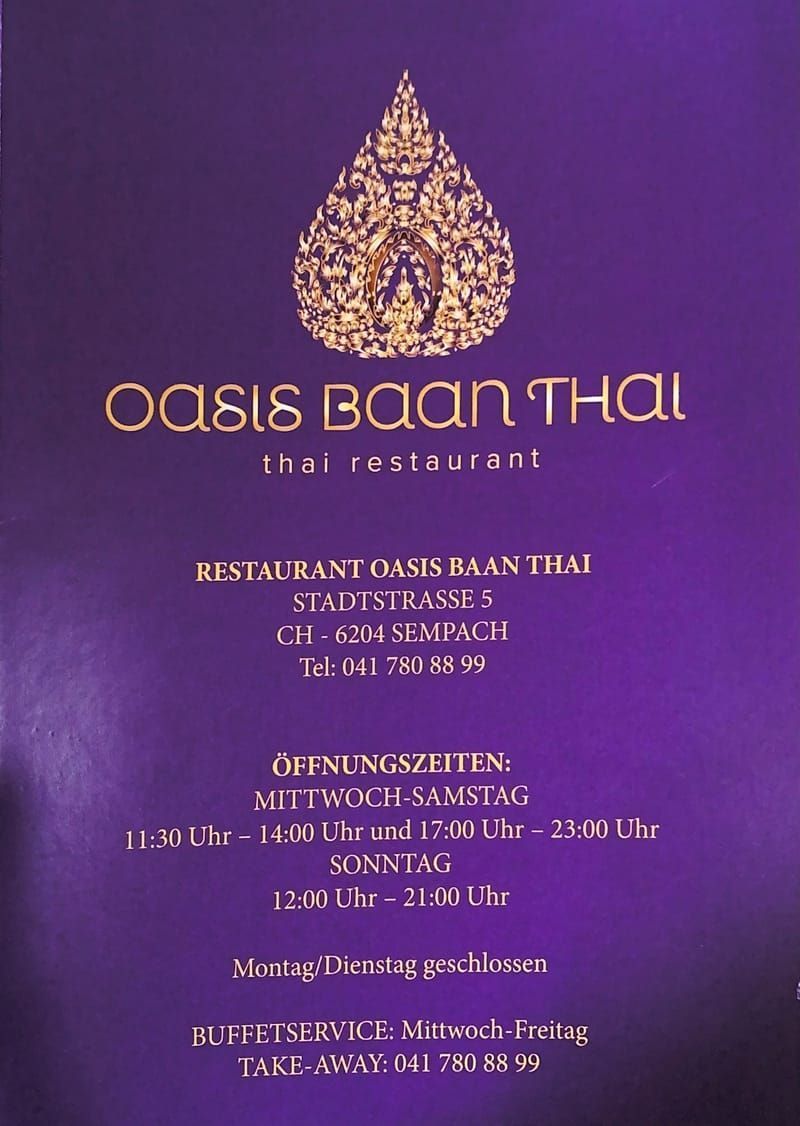 OASIS BAAN THAI
thai restaurant
RESTAURANT OASIS BAAN THAI
STADTSTRASSE 5
CH - 6204 SEMPACH
Tel: 041 780 88 99
ÖFFNUNGSZEITEN:
MITTWOCH-SAMSTAG
11:30 Uhr – 14:00 Uhr und 17:00 Uhr – 23:00 Uhr
SONNTAG
12:00 Uhr – 21:00 Uhr
Montag/Dienstag geschlossen
BUFFETSERVICE: Mittwoch-Freitag
TAKE-AWAY: 041 780 88 99